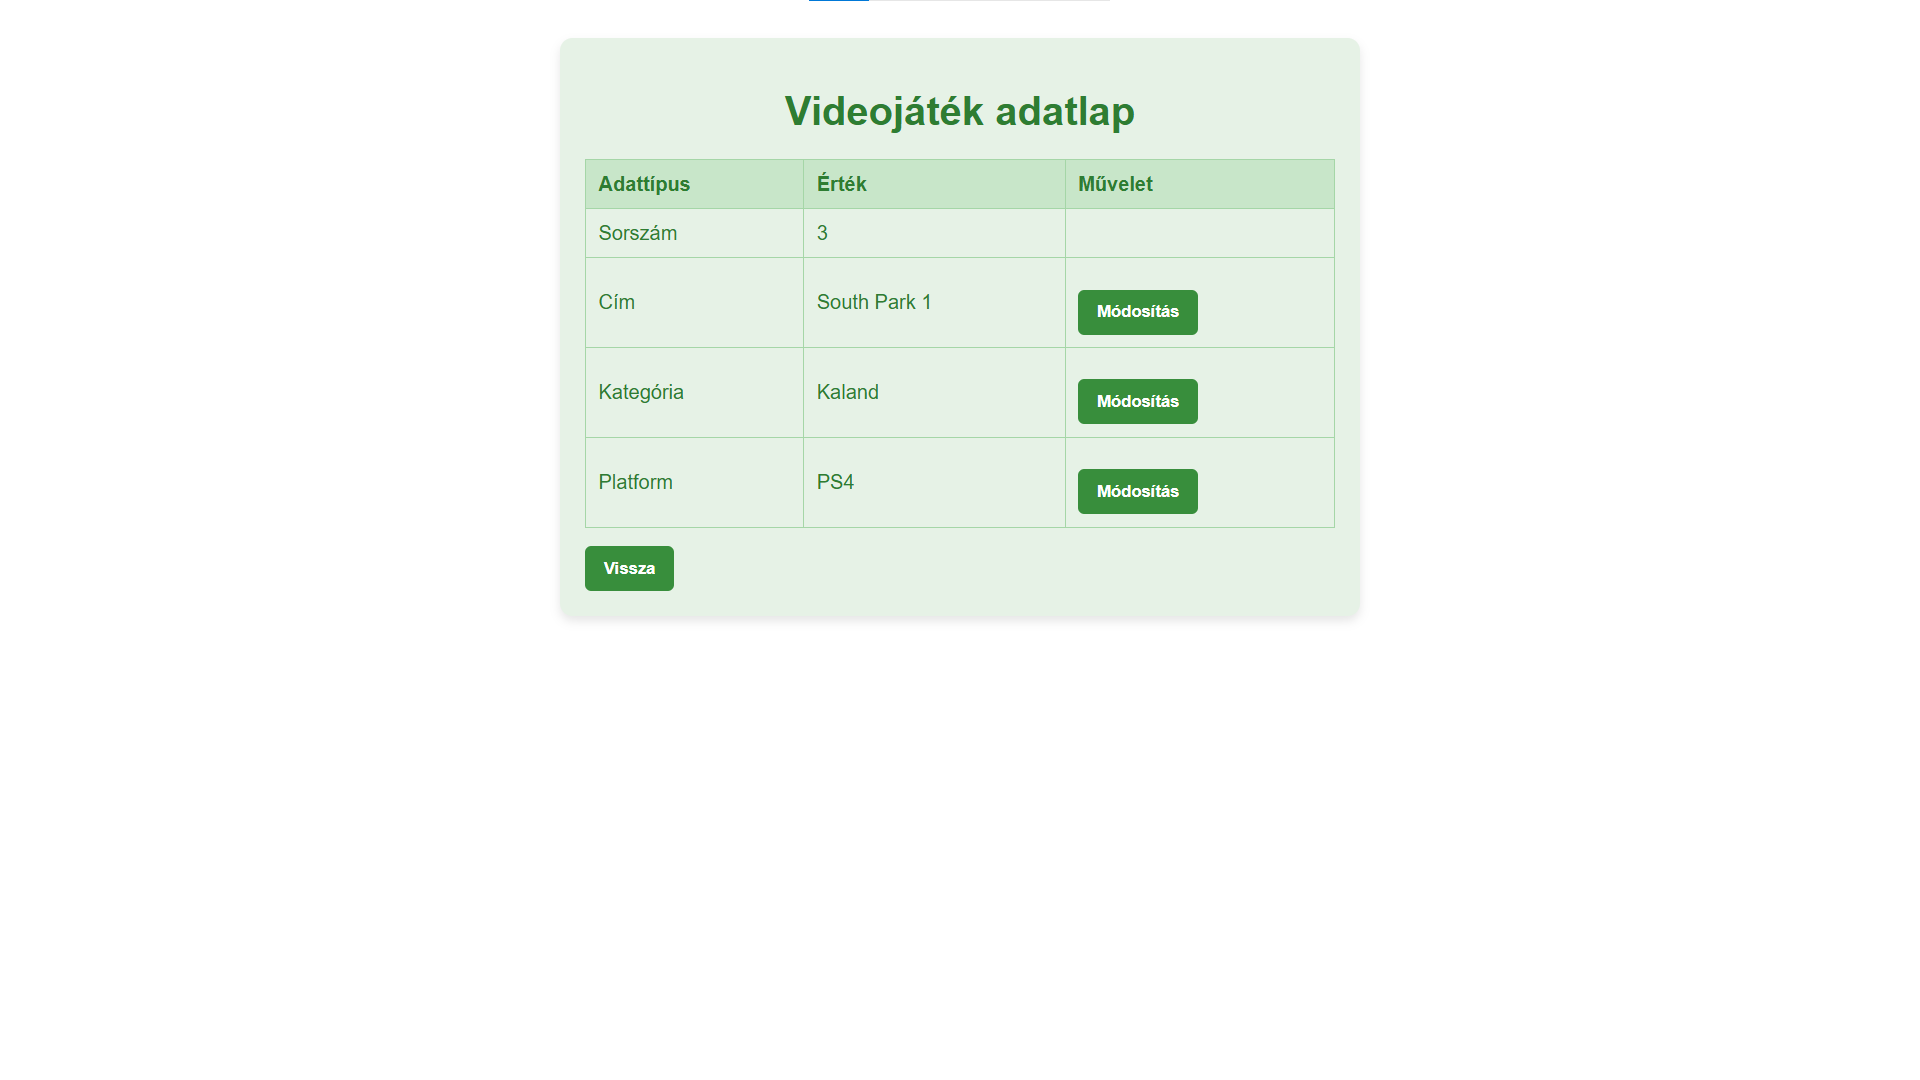 Videojáték adatlap
Adattípus Érték Művelet
Sorszám 3
Cím South Park 1 Módosítás
Kategória Kaland Módosítás
Platform PS4 Módosítás
Vissza